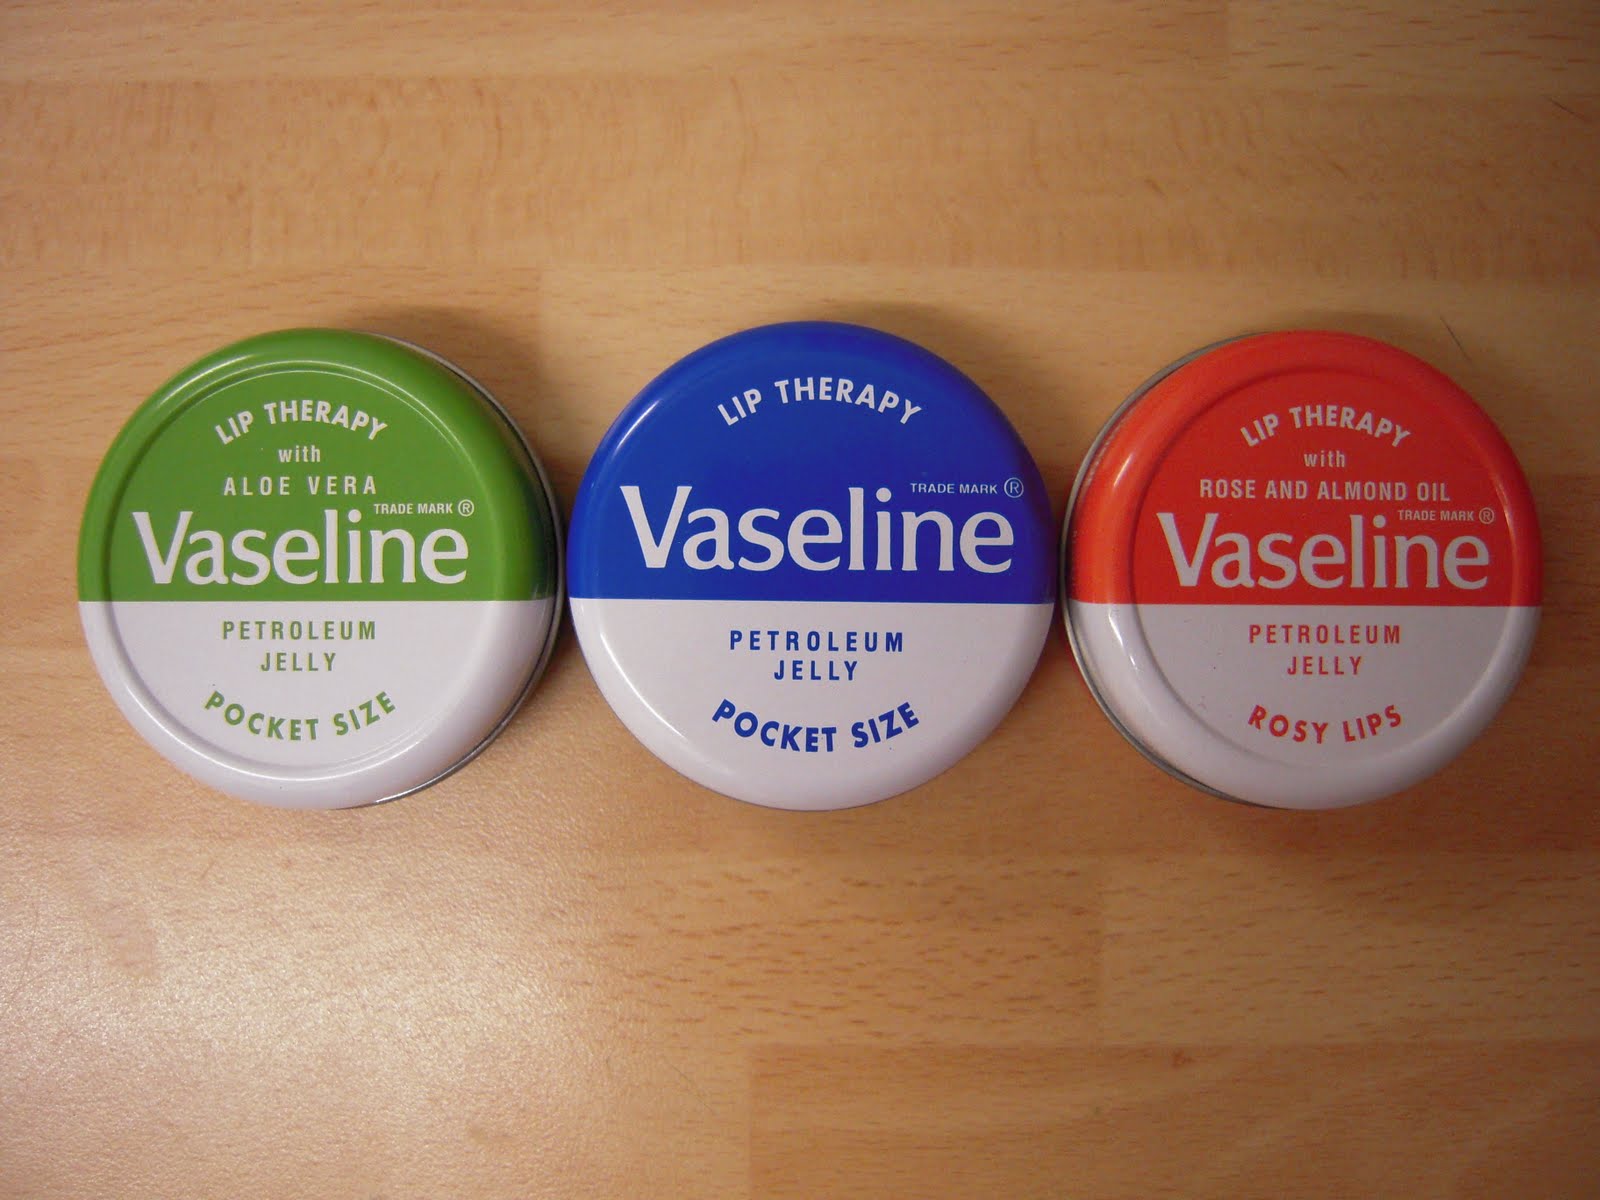 LIP THERAPY
with
ALOE VERA
TRADE MARK ®
Vaseline
PETROLEUM
JELLY
POCKET SIZE
LIP THERAPY
TRADE MARK ®
Vaseline
PETROLEUM
JELLY
POCKET SIZE
LIP THERAPY
with
ROSE AND ALMOND OIL
TRADE MARK ®
Vaseline
PETROLEUM
JELLY
ROSY LIPS